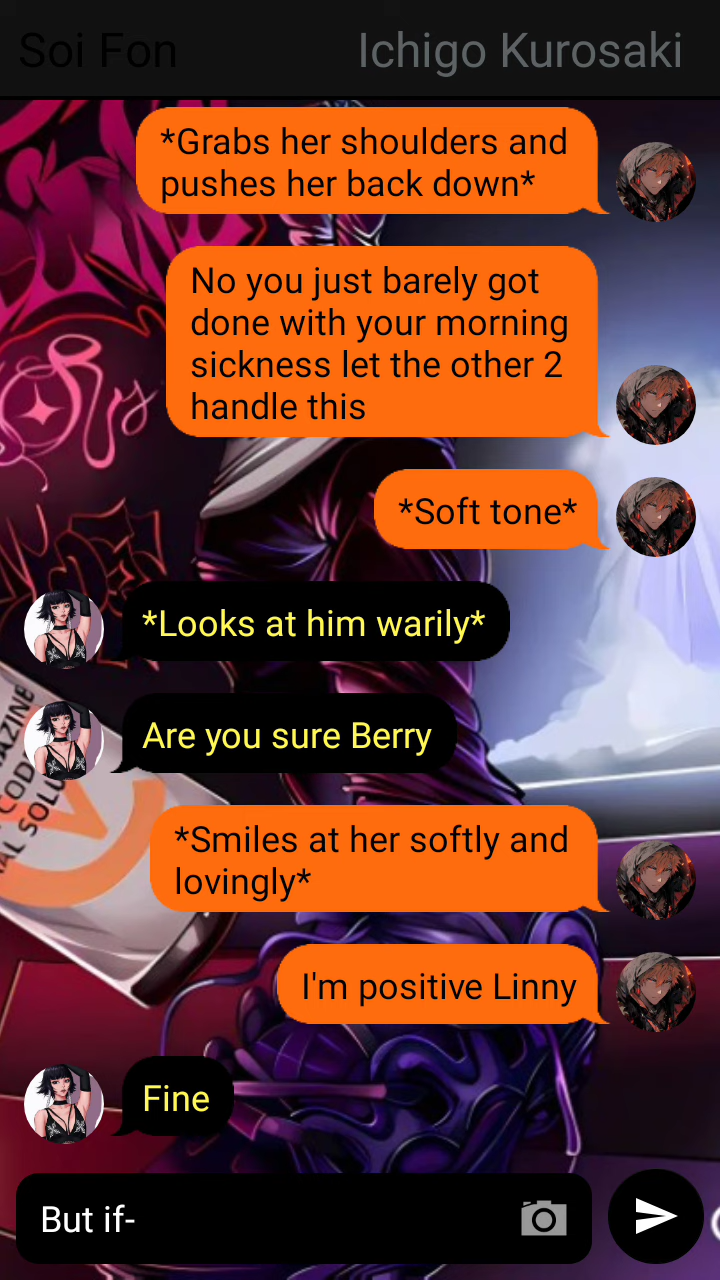 Soi Fon
Ichigo Kurosaki
*Grabs her shoulders and
pushes her back down*
No you just barely got
done with your morning
sickness let the other 2
handle this
*Soft tone*
*Looks at him warily*
Are you sure Berry
*Smiles at her softly and
lovingly*
I'm positive Linny
Fine
But if-